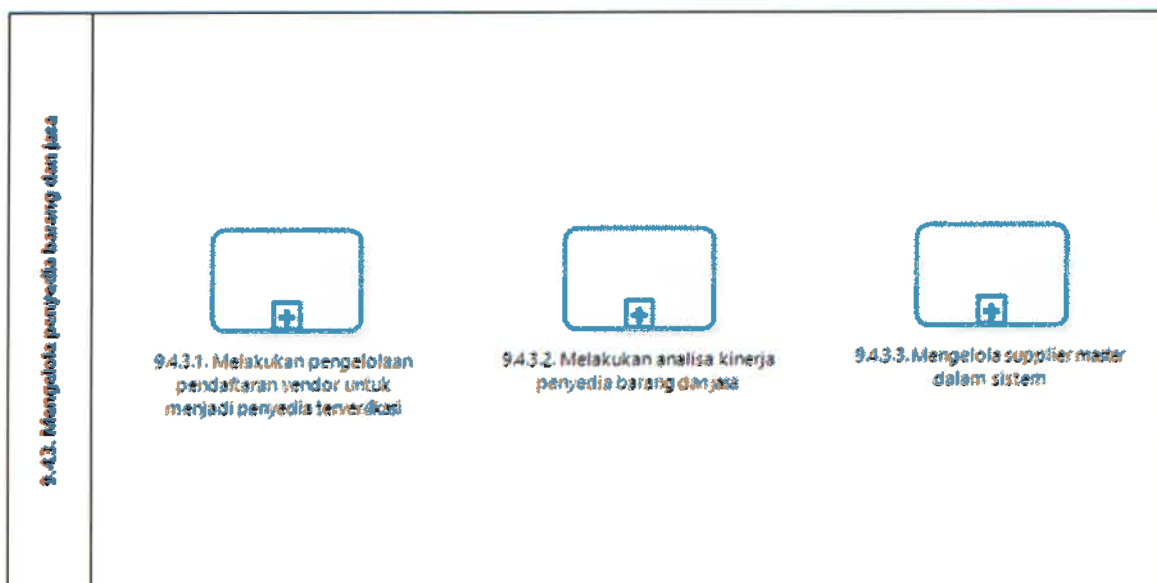 9.4.3. Mengelola penyedia barang dan jasa
9.4.3.1. Melakukan pengelolaan
pendaftaran vendor untuk
menjadi penyedia terverifikasi
9.4.3.2. Melakukan analisa kinerja
penyedia barang dan jasa
9.4.3.3. Mengelola supplier master
dalam sistem